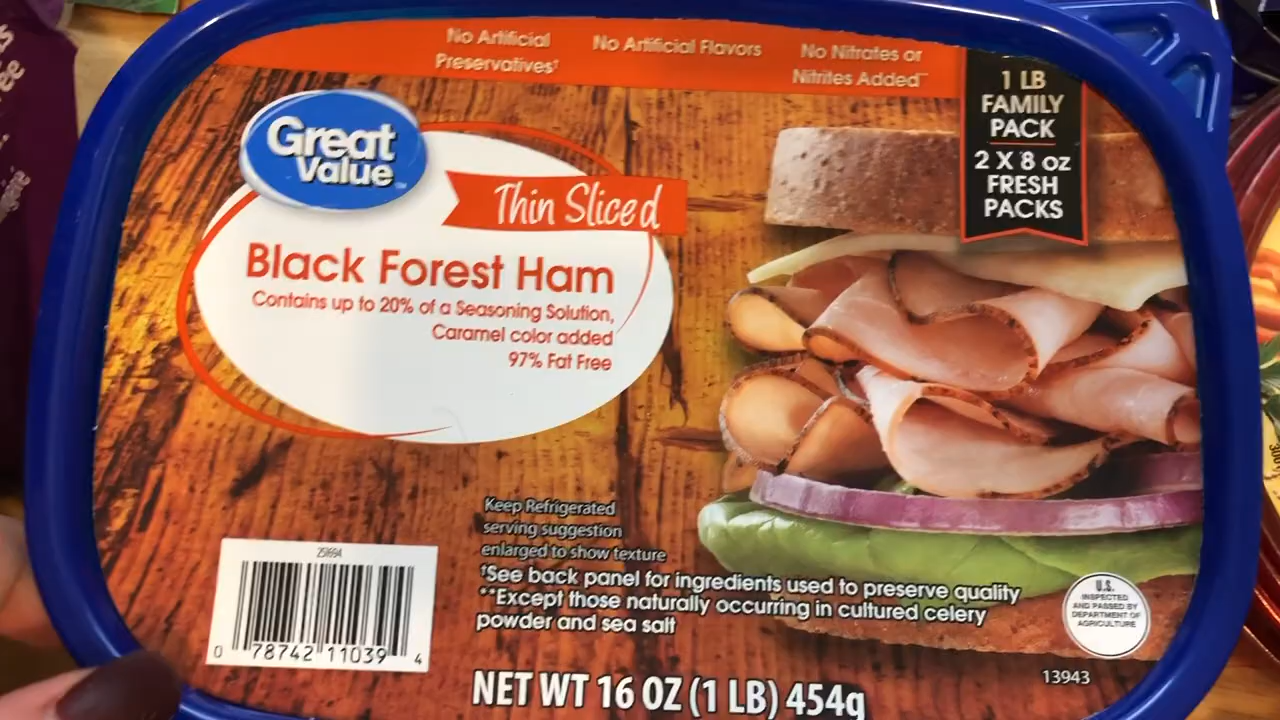 No Artificial
Preservatives†
No Artificial Flavors
No Nitrates or
Nitrites Added**
1 LB
FAMILY
PACK
2 X 8 oz
FRESH
PACKS
Great
Value
Thin Sliced
Black Forest Ham
Contains up to 20% of a Seasoning Solution,
Caramel color added
97% Fat Free
Keep Refrigerated
serving suggestion
enlarged to show texture
†See back panel for ingredients used to preserve quality
**Except those naturally occurring in cultured celery
powder and sea salt
251694
0 78742 11039 4
U.S.
INSPECTED
AND PASSED BY
DEPARTMENT OF
AGRICULTURE
13943
NET WT 16 OZ (1 LB) 454g